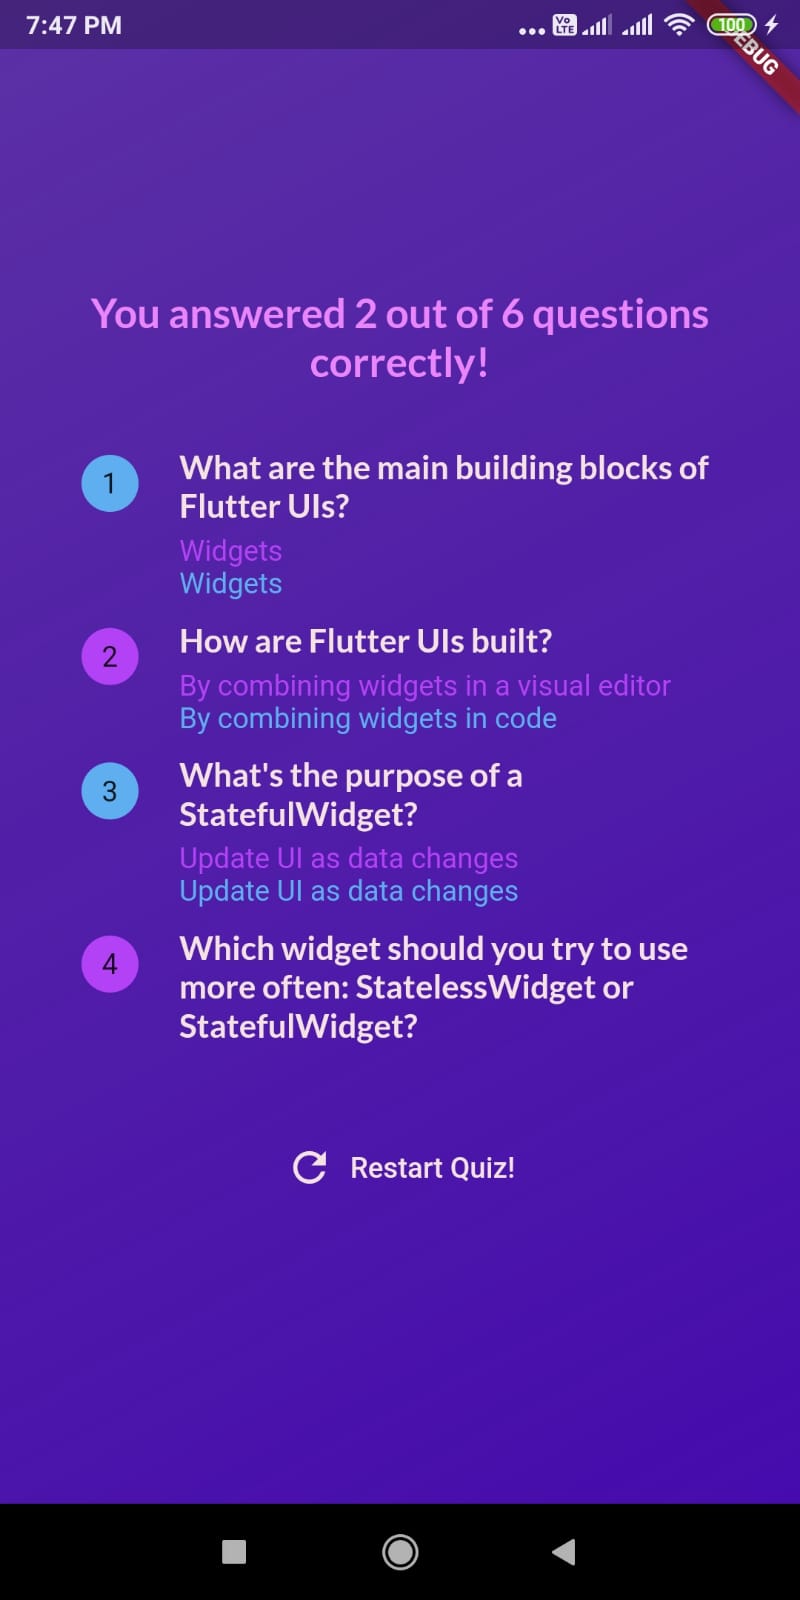 7:47 PM
Vo
LTE
100
DEBUG
You answered 2 out of 6 questions
correctly!
1
What are the main building blocks of
Flutter UIs?
Widgets
Widgets
2
How are Flutter UIs built?
By combining widgets in a visual editor
By combining widgets in code
3
What's the purpose of a
StatefulWidget?
Update UI as data changes
Update UI as data changes
4
Which widget should you try to use
more often: StatelessWidget or
StatefulWidget?
Restart Quiz!